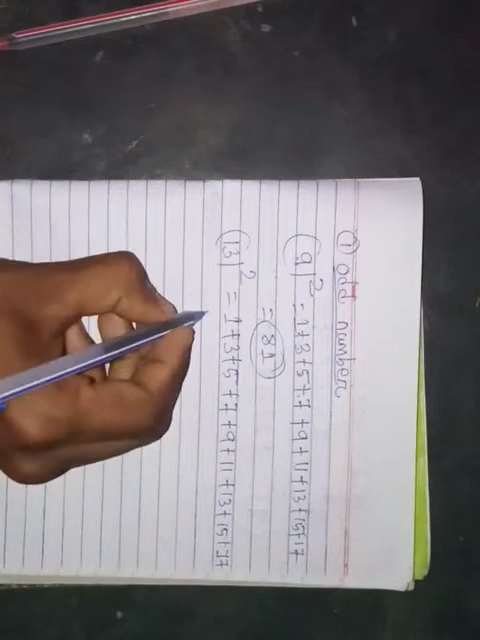 ① odd number
(9)² = 1+3+5+7+9+11+13+15+17
= 81
(13)² = 1+3+5+7+9+11+13+15+17